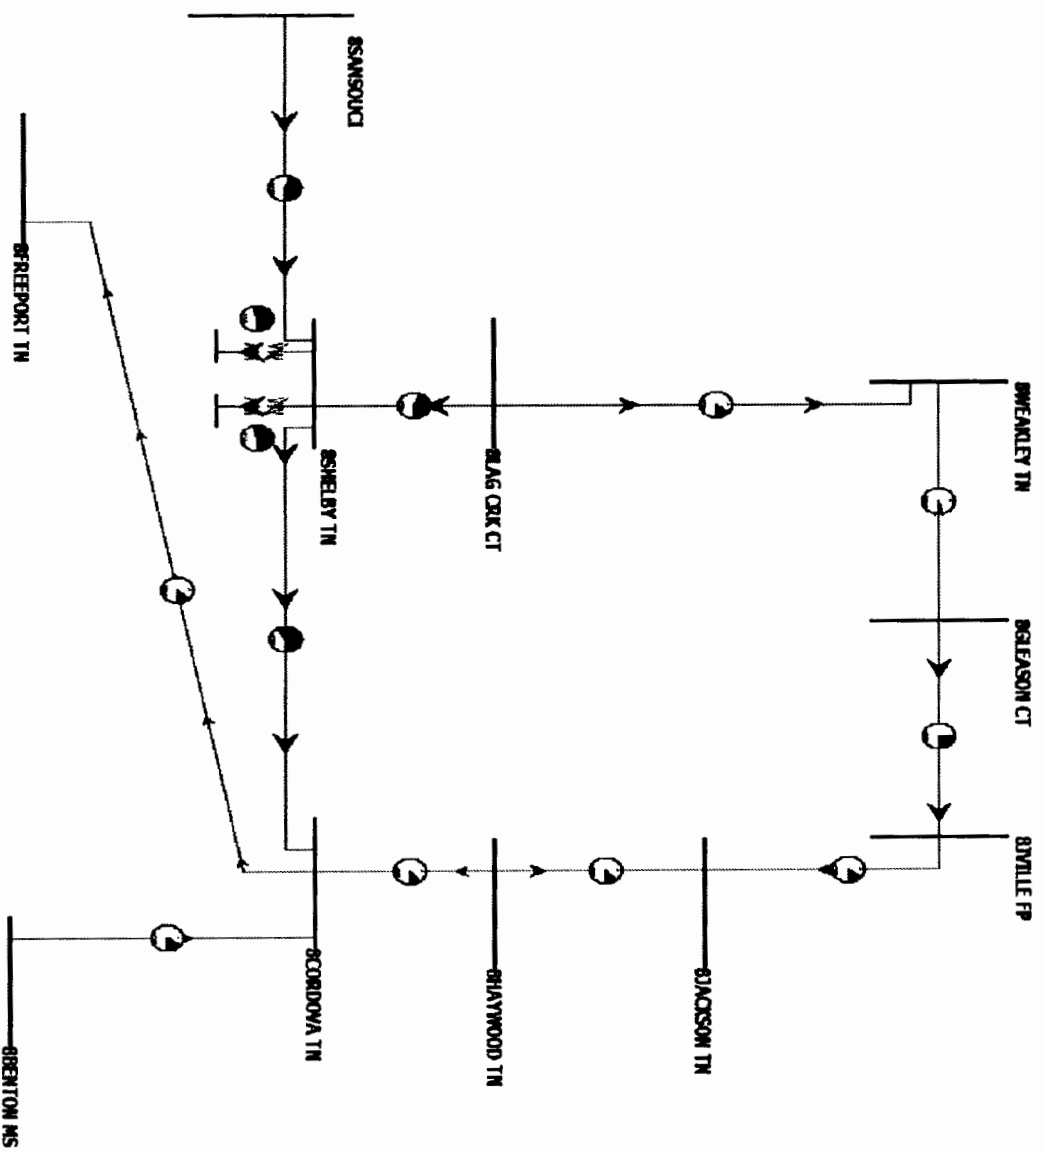 8SANSOUCI
8FREEPORT TN
8SHELBY TN
8LAG CRK CT
8WEAKLEY TN
8GLEASON CT
8JVILLE FP
8JACKSON TN
8HAYWOOD TN
8CORDOVA TN
8BENTON MS